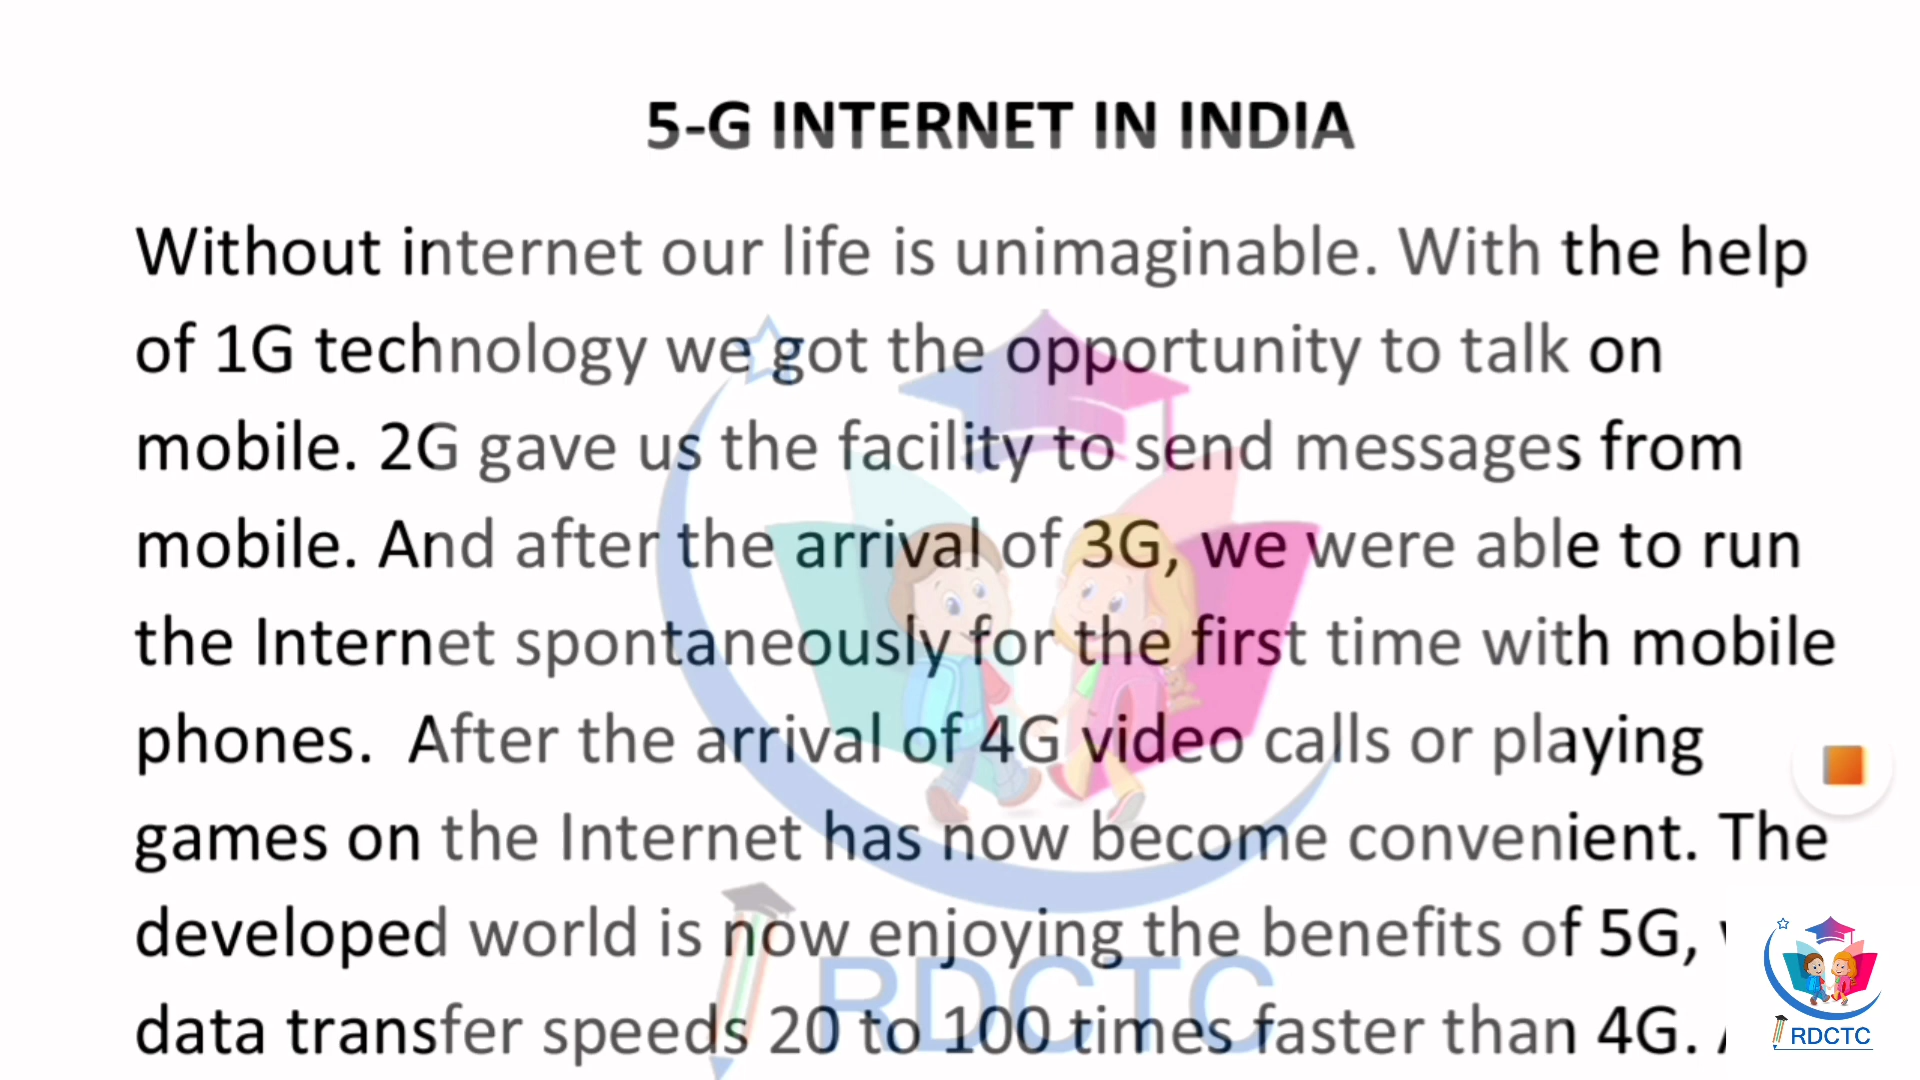 5-G INTERNET IN INDIA
Without internet our life is unimaginable. With the help
of 1G technology we got the opportunity to talk on
mobile. 2G gave us the facility to send messages from
mobile. And after the arrival of 3G, we were able to run
the Internet spontaneously for the first time with mobile
phones.  After the arrival of 4G video calls or playing
games on the Internet has now become convenient. The
developed world is now enjoying the benefits of 5G,
data transfer speeds 20 to 100 times faster than 4G.
RDCTC
RDCTC